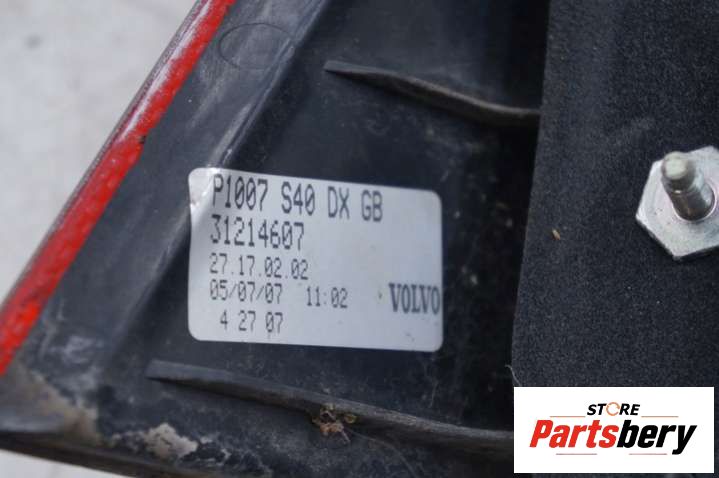 P1007 S40 DX GB
31214607
27.17.02.02
05/07/07 11:02 VOLVO
4 27 07
STORE
Partsbery